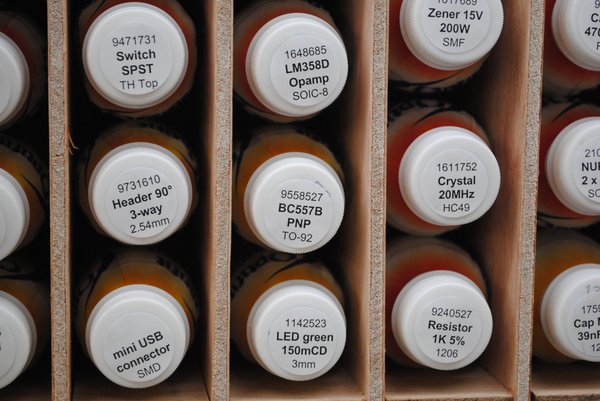 9471731
Switch
SPST
TH Top
1648685
LM358D
Opamp
SOIC-8
Zener 15V
200W
SMF
9731610
Header 90°
3-way
2.54mm
9558527
BC557B
PNP
TO-92
1611752
Crystal
20MHz
HC49
2 x
mini USB
connector
SMD
1142523
LED green
150mCD
3mm
9240527
Resistor
1K 5%
1206
Cap